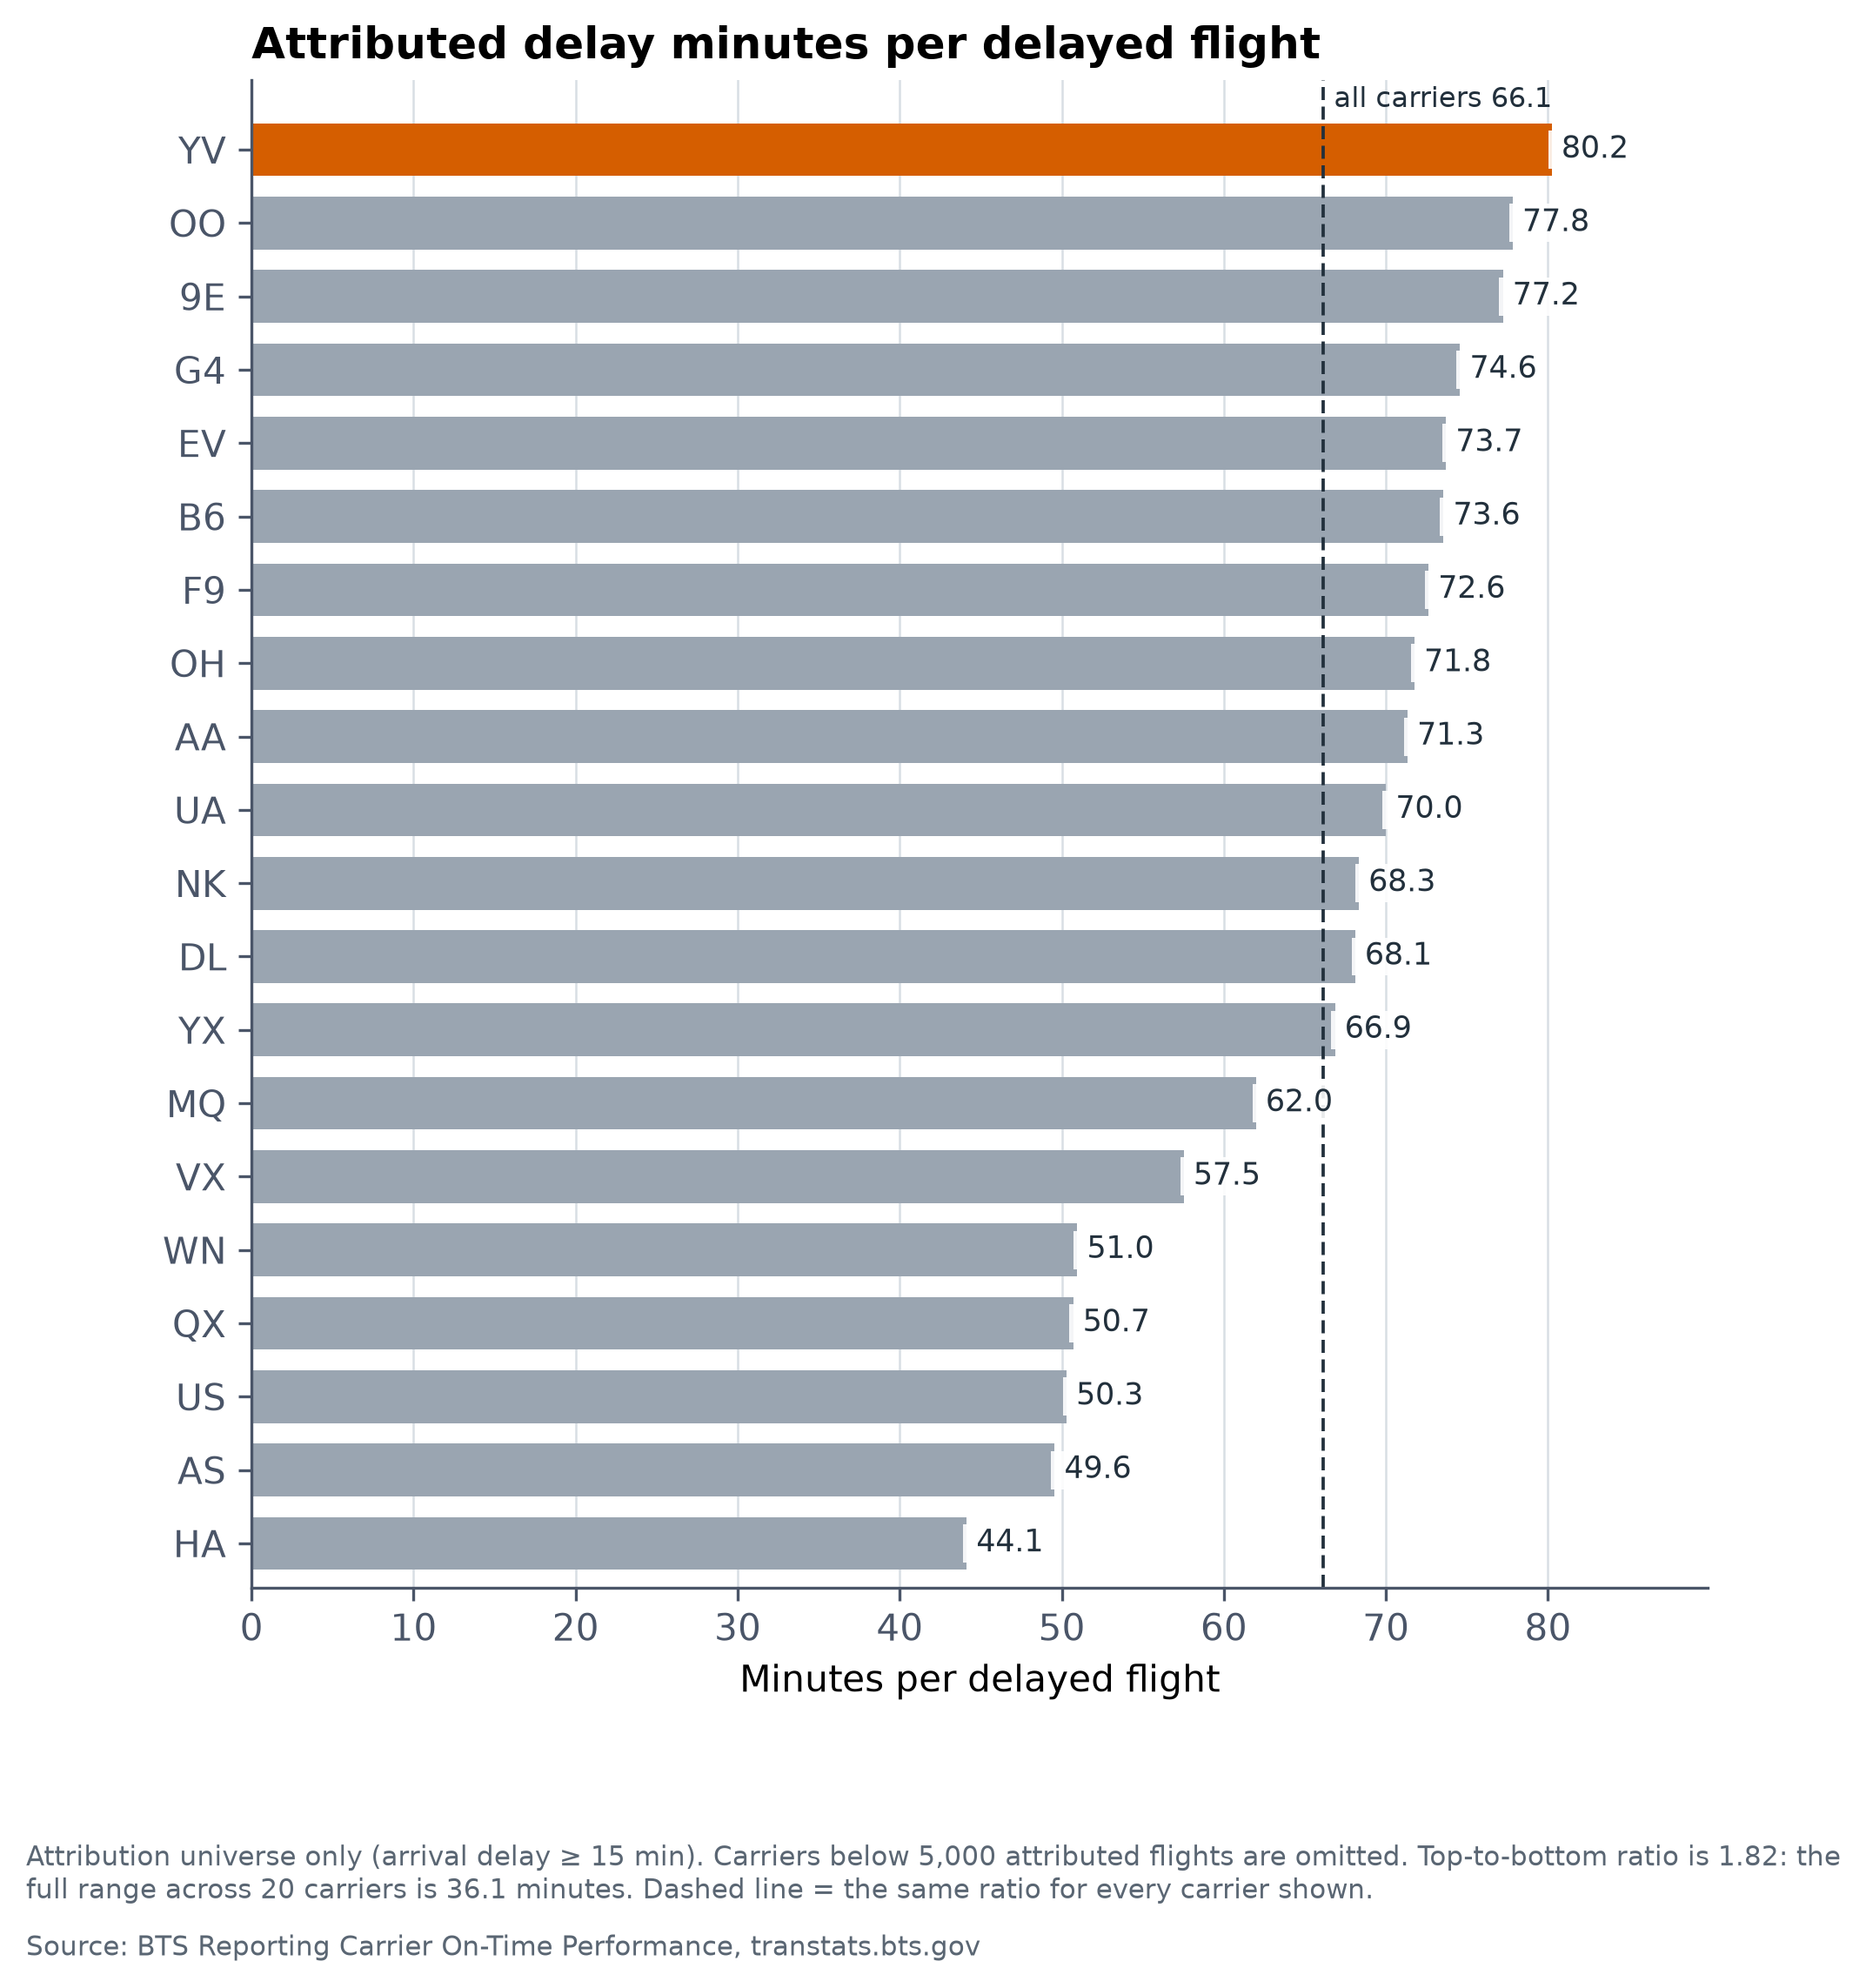 Attributed delay minutes per delayed flight
all carriers 66.1
YV 80.2
OO 77.8
9E 77.2
G4 74.6
EV 73.7
B6 73.6
F9 72.6
OH 71.8
AA 71.3
UA 70.0
NK 68.3
DL 68.1
YX 66.9
MQ 62.0
VX 57.5
WN 51.0
QX 50.7
US 50.3
AS 49.6
HA 44.1
0 10 20 30 40 50 60 70 80
Minutes per delayed flight
Attribution universe only (arrival delay ≥ 15 min). Carriers below 5,000 attributed flights are omitted. Top-to-bottom ratio is 1.82: the
full range across 20 carriers is 36.1 minutes. Dashed line = the same ratio for every carrier shown.
Source: BTS Reporting Carrier On-Time Performance, transtats.bts.gov